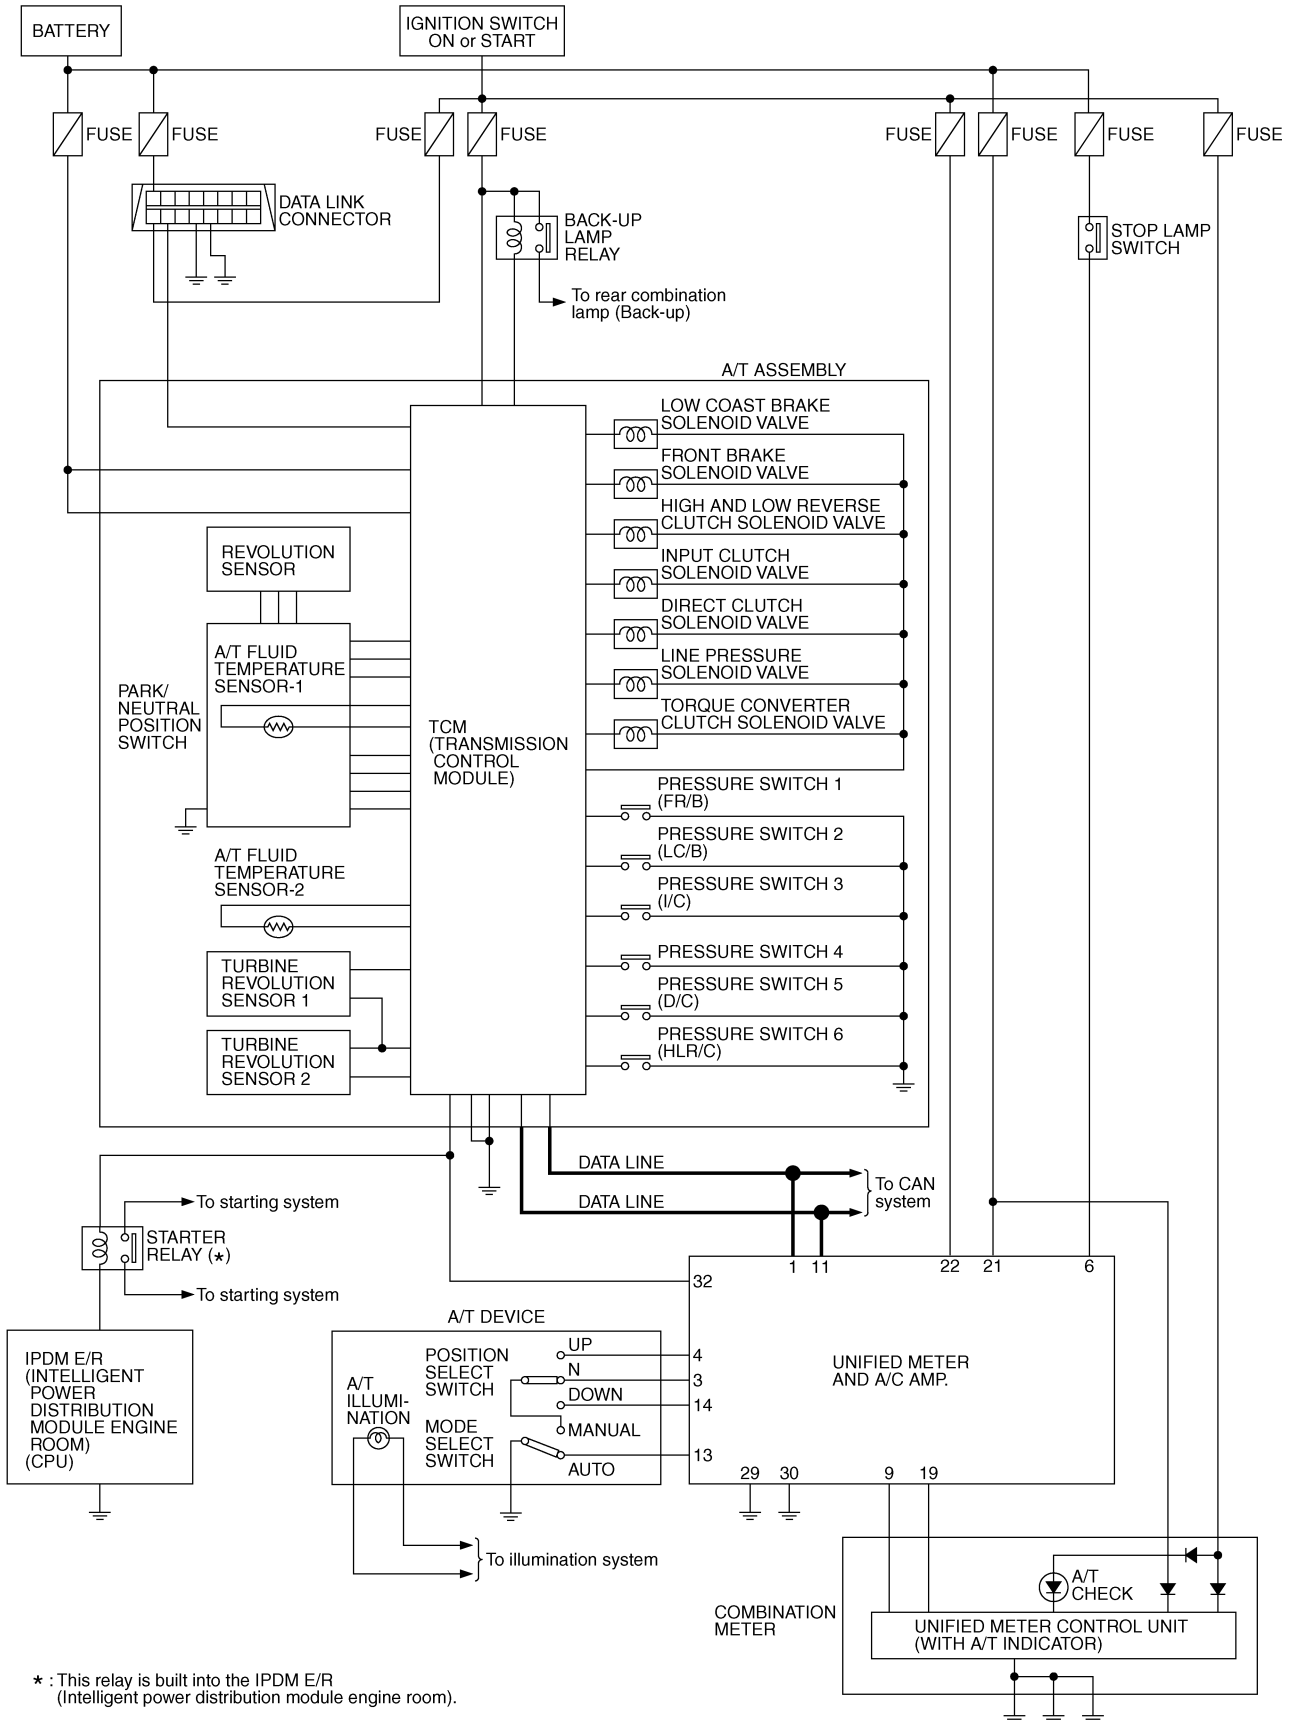 BATTERY
IGNITION SWITCH
ON or START
FUSE
FUSE
FUSE
FUSE
FUSE
FUSE
FUSE
FUSE
DATA LINK
CONNECTOR
BACK-UP
LAMP
RELAY
STOP LAMP
SWITCH
To rear combination
lamp (Back-up)
A/T ASSEMBLY
LOW COAST BRAKE
SOLENOID VALVE
FRONT BRAKE
SOLENOID VALVE
HIGH AND LOW REVERSE
CLUTCH SOLENOID VALVE
INPUT CLUTCH
SOLENOID VALVE
DIRECT CLUTCH
SOLENOID VALVE
LINE PRESSURE
SOLENOID VALVE
TORQUE CONVERTER
CLUTCH SOLENOID VALVE
REVOLUTION
SENSOR
A/T FLUID
TEMPERATURE
SENSOR-1
PARK/
NEUTRAL
POSITION
SWITCH
TCM
(TRANSMISSION
CONTROL
MODULE)
PRESSURE SWITCH 1
(FR/B)
PRESSURE SWITCH 2
(LC/B)
PRESSURE SWITCH 3
(I/C)
PRESSURE SWITCH 4
PRESSURE SWITCH 5
(D/C)
PRESSURE SWITCH 6
(HLR/C)
A/T FLUID
TEMPERATURE
SENSOR-2
TURBINE
REVOLUTION
SENSOR 1
TURBINE
REVOLUTION
SENSOR 2
DATA LINE
DATA LINE
To CAN
system
To starting system
STARTER
RELAY (*)
To starting system
1
11
22
21
6
32
A/T DEVICE
UP
POSITION
SELECT
SWITCH
N
DOWN
MANUAL
MODE
SELECT
SWITCH
AUTO
A/T
ILLUMI-
NATION
4
3
14
13
UNIFIED METER
AND A/C AMP.
29
30
9
19
IPDM E/R
(INTELLIGENT
POWER
DISTRIBUTION
MODULE ENGINE
ROOM)
(CPU)
To illumination system
A/T
CHECK
COMBINATION
METER
UNIFIED METER CONTROL UNIT
(WITH A/T INDICATOR)
* : This relay is built into the IPDM E/R
(Intelligent power distribution module engine room).